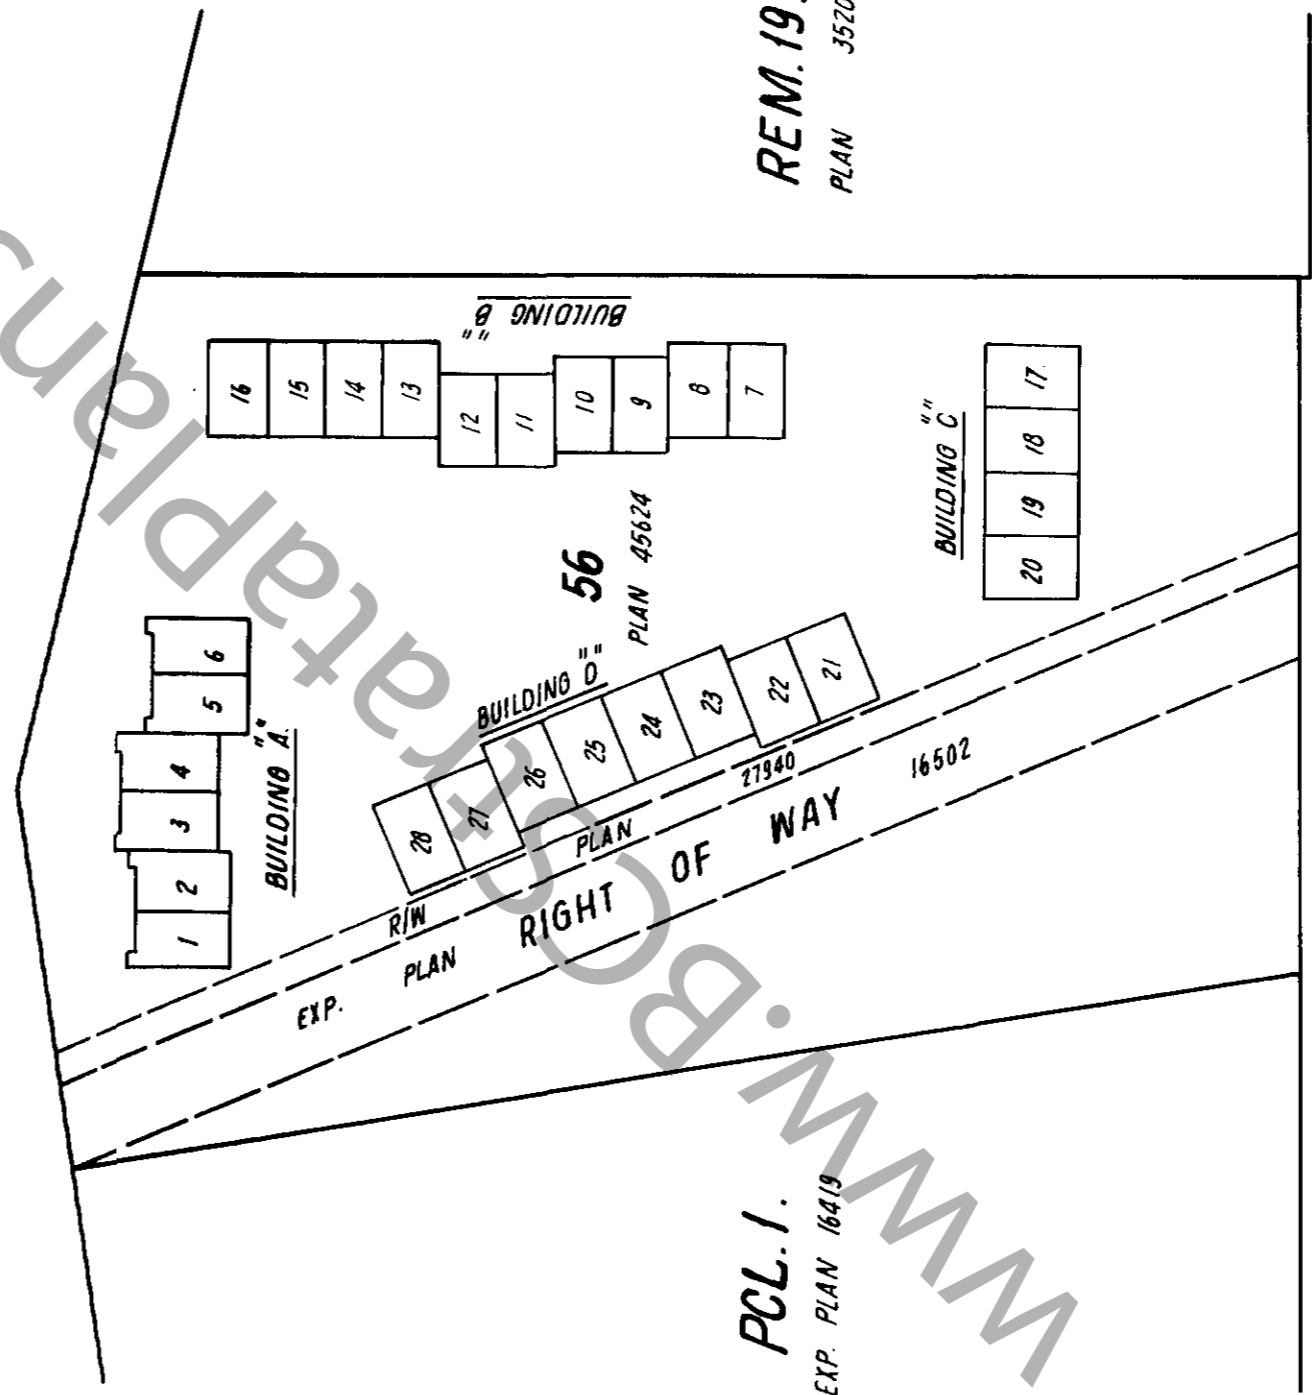 REM. 19
PLAN 3520
BUILDING "B"
16
15
14
13
12
11
10
9
8
7
BUILDING "C"
17
18
19
20
56
PLAN 45624
6
5
4
3
2
1
BUILDING "A"
BUILDING "D"
28
27
26
25
24
23
22
21
R/W PLAN 27940
EXP. PLAN 16502
RIGHT OF WAY
PCL. 1.
EXP. PLAN 16419
www.BCStrataplan